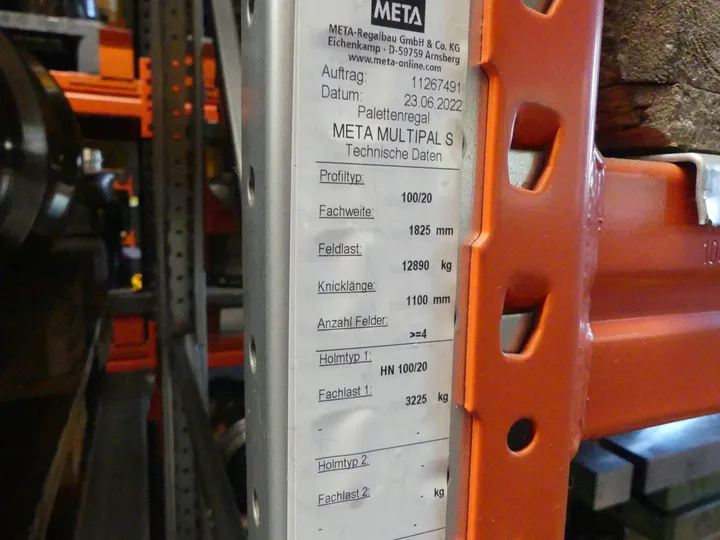 META
META-Regalbau GmbH & Co. KG
Eichenkamp · D-59759 Arnsberg
www.meta-online.com
Auftrag: 11267491
Datum: 23.06.2022
Palettenregal
META MULTIPAL S
Technische Daten
Profiltyp:
100/20
Fachweite:
1825 mm
Feldlast:
12890 kg
Knicklänge:
1100 mm
Anzahl Felder:
>=4
Holmtyp 1:
HN 100/20
Fachlast 1:
3225 kg
- -
Holmtyp 2:
-
Fachlast 2:
- kg
- -